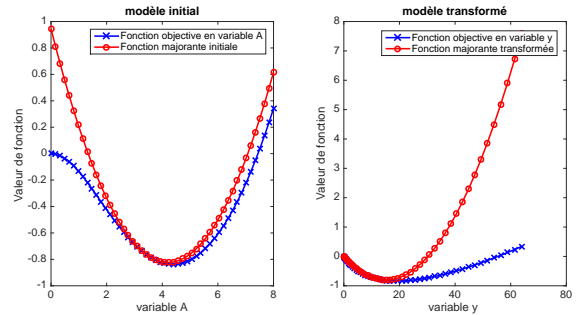 modèle initial
Fonction objective en variable A
Fonction majorante initiale
Valeur de fonction
1
0.8
0.6
0.4
0.2
0
-0.2
-0.4
-0.6
-0.8
-1
0 2 4 6 8
variable A
modèle transformé
Fonction objective en variable y
Fonction majorante transformée
Valeur de fonction
8
7
6
5
4
3
2
1
0
-1
0 20 40 60 80
variable y